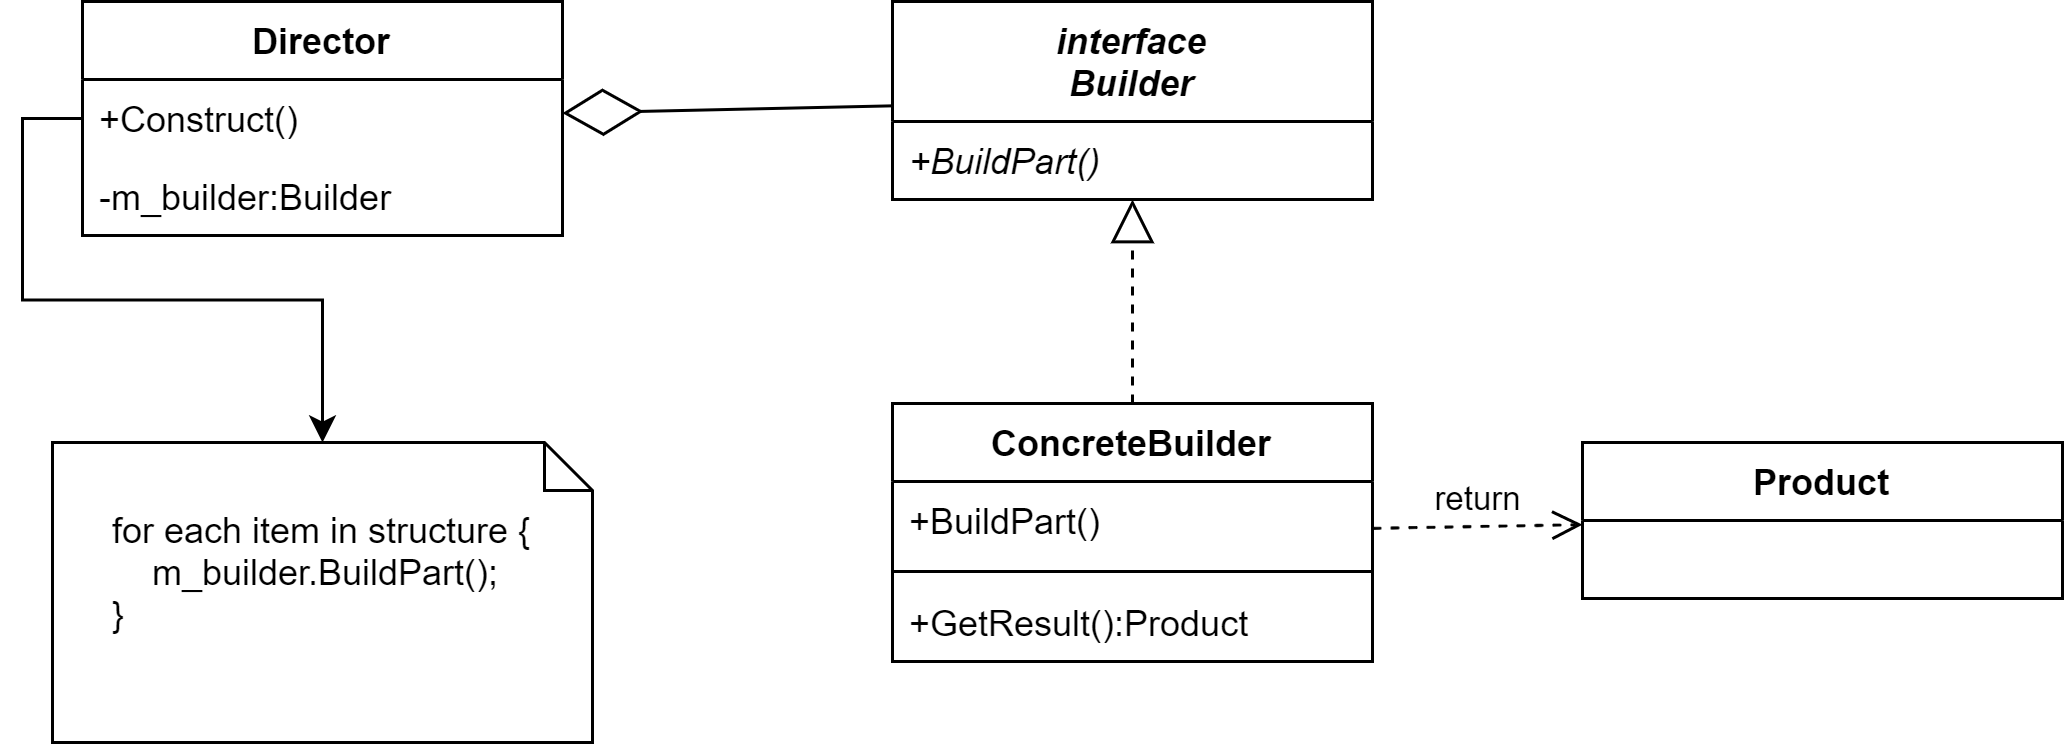 Director
+Construct()
-m_builder:Builder
interface
Builder
+BuildPart()
for each item in structure {
m_builder.BuildPart();
}
ConcreteBuilder
+BuildPart()
+GetResult():Product
return
Product